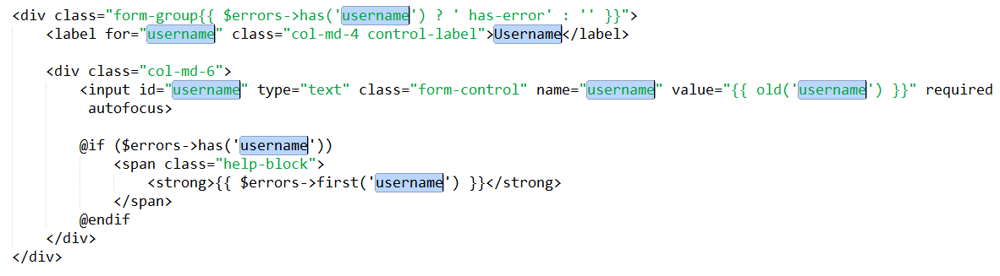 <div class="form-group{{ $errors->has('username') ? ' has-error' : '' }}">
    <label for="username" class="col-md-4 control-label">Username</label>

    <div class="col-md-6">
        <input id="username" type="text" class="form-control" name="username" value="{{ old('username') }}" required
         autofocus>

        @if ($errors->has('username'))
            <span class="help-block">
                <strong>{{ $errors->first('username') }}</strong>
            </span>
        @endif
    </div>
</div>